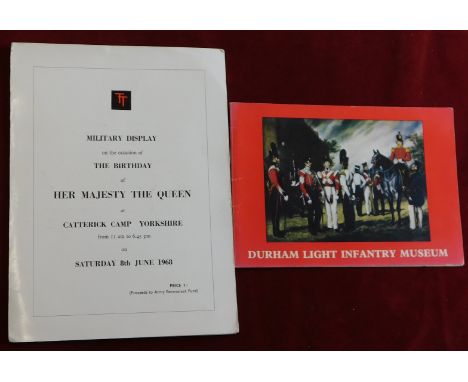 TT
MILITARY DISPLAY
on the occasion of
THE BIRTHDAY
of
HER MAJESTY THE QUEEN
at
CATTERICK CAMP YORKSHIRE
from 11 am to 6.45 pm
on
SATURDAY 8th JUNE 1968
PRICE
(Proceeds to Army Benevolent Fund)
DURHAM LIGHT INFANTRY MUSEUM